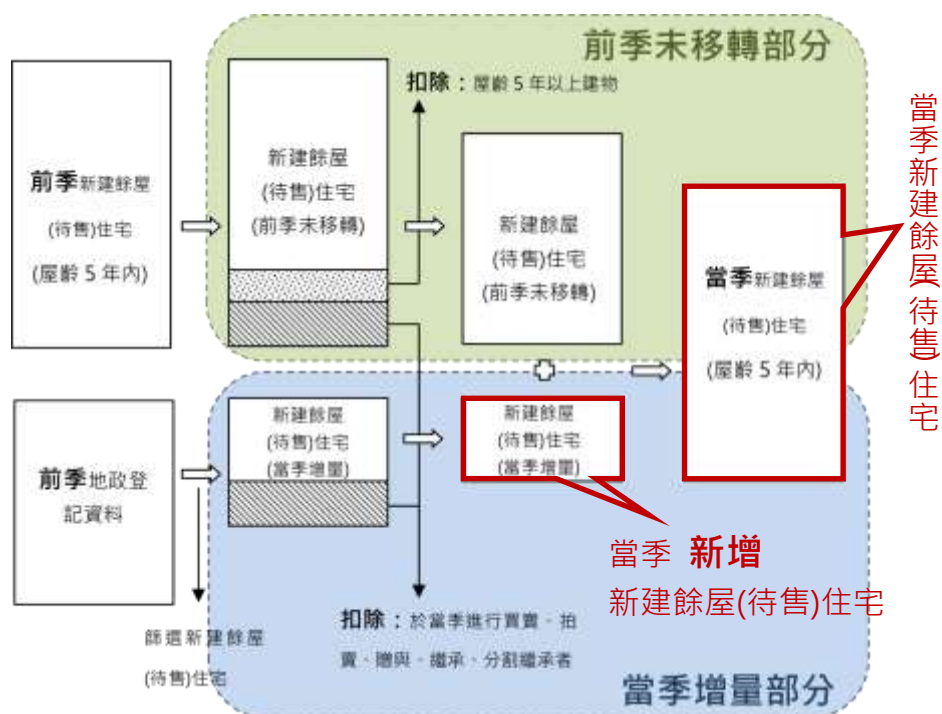 前季未移轉部分
扣除：屋齡 5 年以上建物
前季新建餘屋
(待售)住宅
(屋齡 5 年內)
新建餘屋
(待售)住宅
(前季未移轉)
新建餘屋
(待售)住宅
(前季未移轉)
當季新建餘屋
(待售)住宅
(屋齡 5 年內)
當季新建餘屋(待售)住宅
前季地政登
記資料
新建餘屋
(待售)住宅
(當季增量)
新建餘屋
(待售)住宅
(當季增量)
當季 新增
新建餘屋(待售)住宅
篩選新建餘屋
(待售)住宅
扣除：於當季進行買賣、拍
賣、贈與、繼承、分割繼承者
當季增量部分